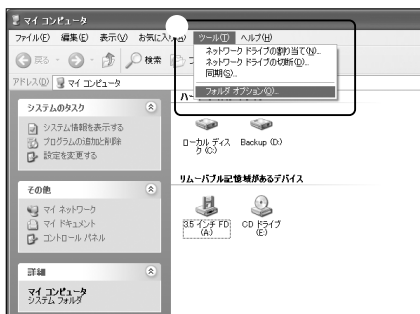 マイ コンピュータ
ファイル(F) 編集(E) 表示(V) お気に入 ツール(T) ヘルプ(H)
ネットワーク ドライブの割り当て(N)...
ネットワーク ドライブの切断(D)...
同期(S)...
フォルダ オプション(O)...
戻る 検索
アドレス(D) マイ コンピュータ
システムのタスク
システム情報を表示する
プログラムの追加と削除
設定を変更する
ローカル ディスク (C:)
Backup (D:)
リムーバブル記憶域があるデバイス
その他
マイ ネットワーク
マイ ドキュメント
コントロール パネル
3.5 インチ FD (A:)
CD ドライブ (E:)
詳細
マイ コンピュータ
システム フォルダ